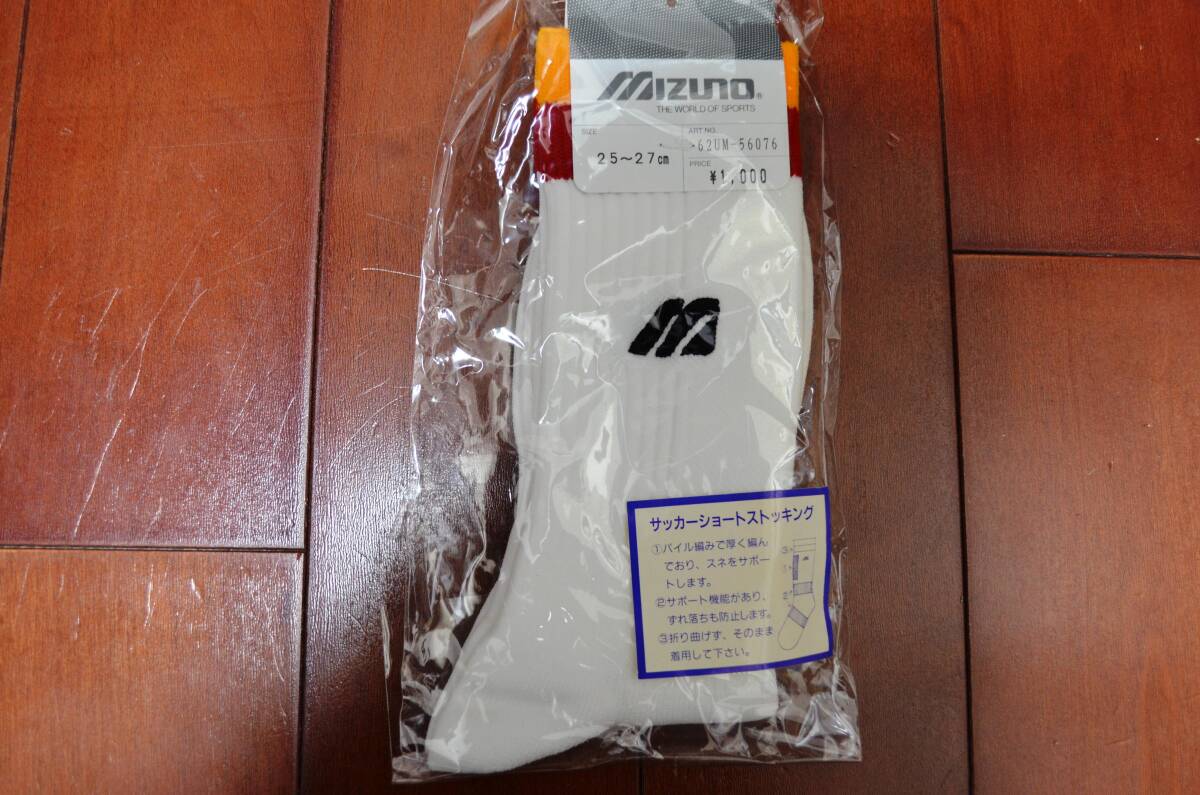 MIZUNO®
THE WORLD OF SPORTS
SIZE
25～27cm
ART NO.
62UM-56076
PRICE
¥1,000
サッカーショートストッキング
①パイル編みで厚く編ん
でおり、スネをサポー
トします。
②サポート機能があり、
ずれ落ちも防止します。
③折り曲げず、そのまま
着用して下さい。
3
1
2